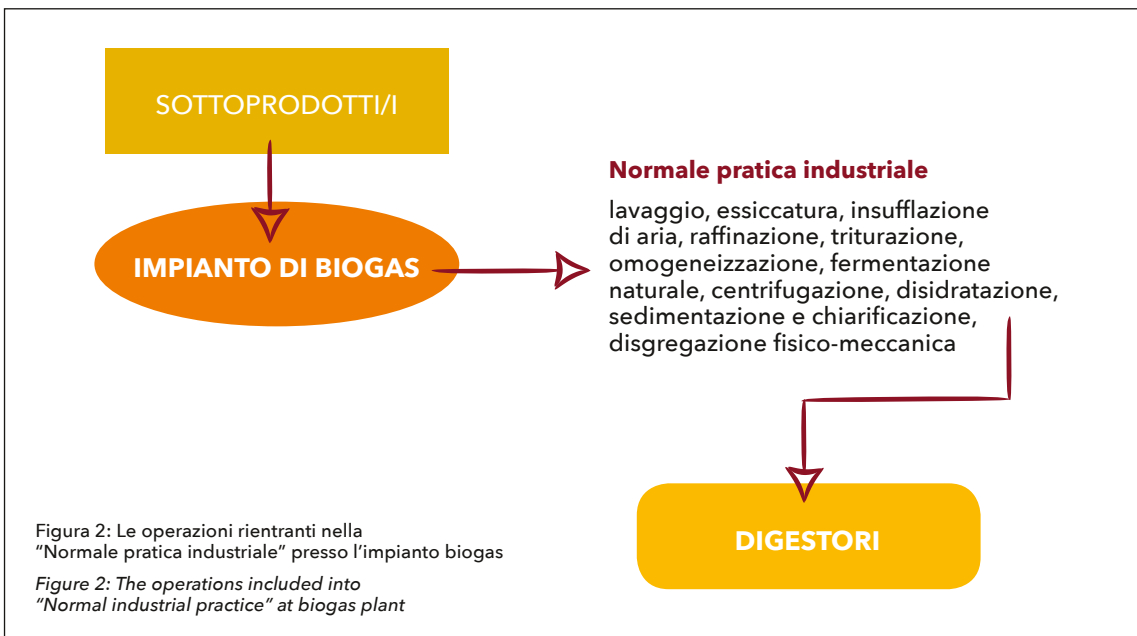 SOTTOPRODOTTI/I
IMPIANTO DI BIOGAS
Normale pratica industriale
lavaggio, essiccatura, insufflazione
di aria, raffinazione, triturazione,
omogeneizzazione, fermentazione
naturale, centrifugazione, disidratazione,
sedimentazione e chiarificazione,
disgregazione fisico-meccanica
DIGESTORI
Figura 2: Le operazioni rientranti nella
“Normale pratica industriale” presso l’impianto biogas
Figure 2: The operations included into
“Normal industrial practice” at biogas plant